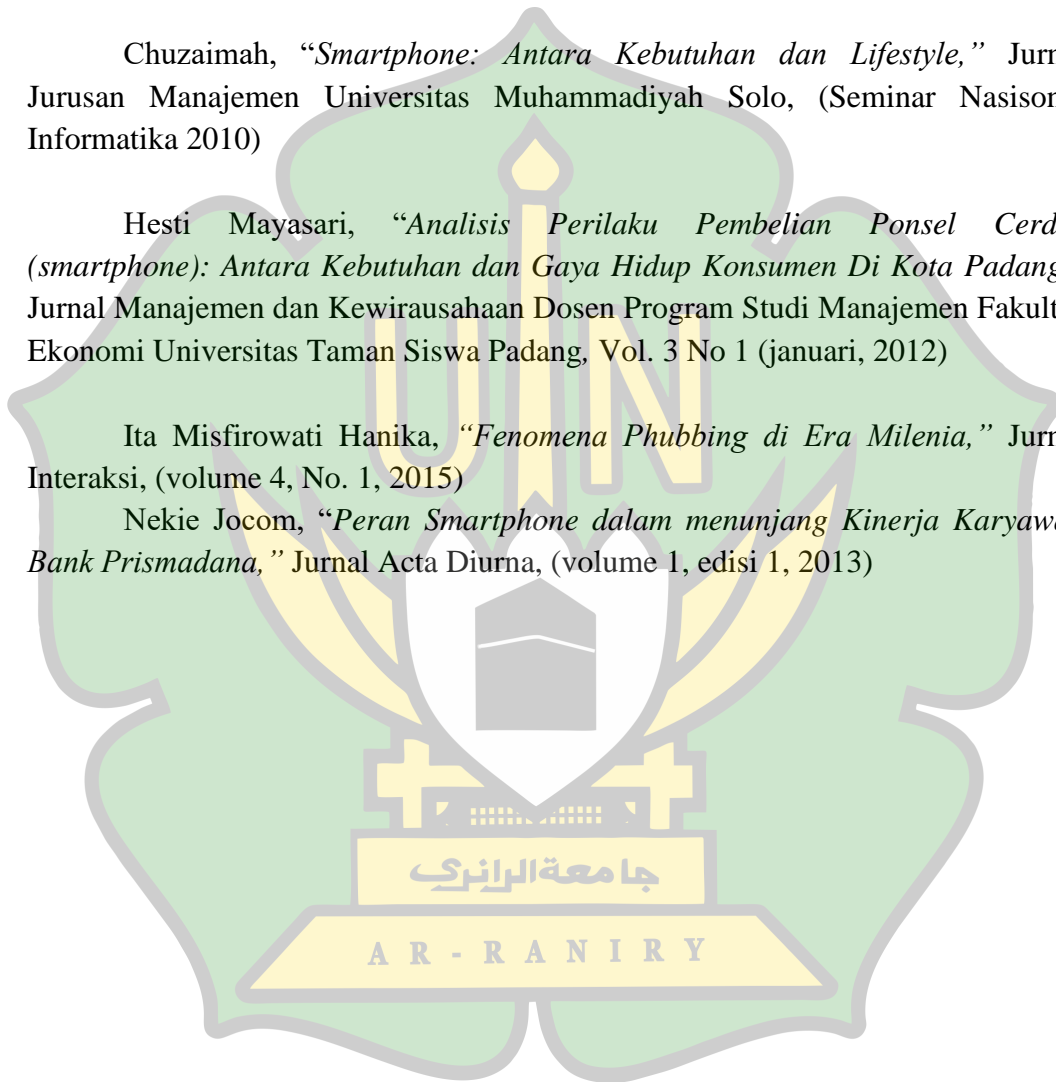 Chuzaimah, “Smartphone: Antara Kebutuhan dan Lifestyle,” Jurn
Jurusan Manajemen Universitas Muhammadiyah Solo, (Seminar Nasison
Informatika 2010)
Hesti Mayasari, “Analisis Perilaku Pembelian Ponsel Cerd
(smartphone): Antara Kebutuhan dan Gaya Hidup Konsumen Di Kota Padang
Jurnal Manajemen dan Kewirausahaan Dosen Program Studi Manajemen Fakult
Ekonomi Universitas Taman Siswa Padang, Vol. 3 No 1 (januari, 2012)
Ita Misfirowati Hanika, “Fenomena Phubbing di Era Milenia,” Jurn
Interaksi, (volume 4, No. 1, 2015)
Nekie Jocom, “Peran Smartphone dalam menunjang Kinerja Karyawa
Bank Prismadana,” Jurnal Acta Diurna, (volume 1, edisi 1, 2013)
UIN
جامعة الرانري
AR-RANIRY